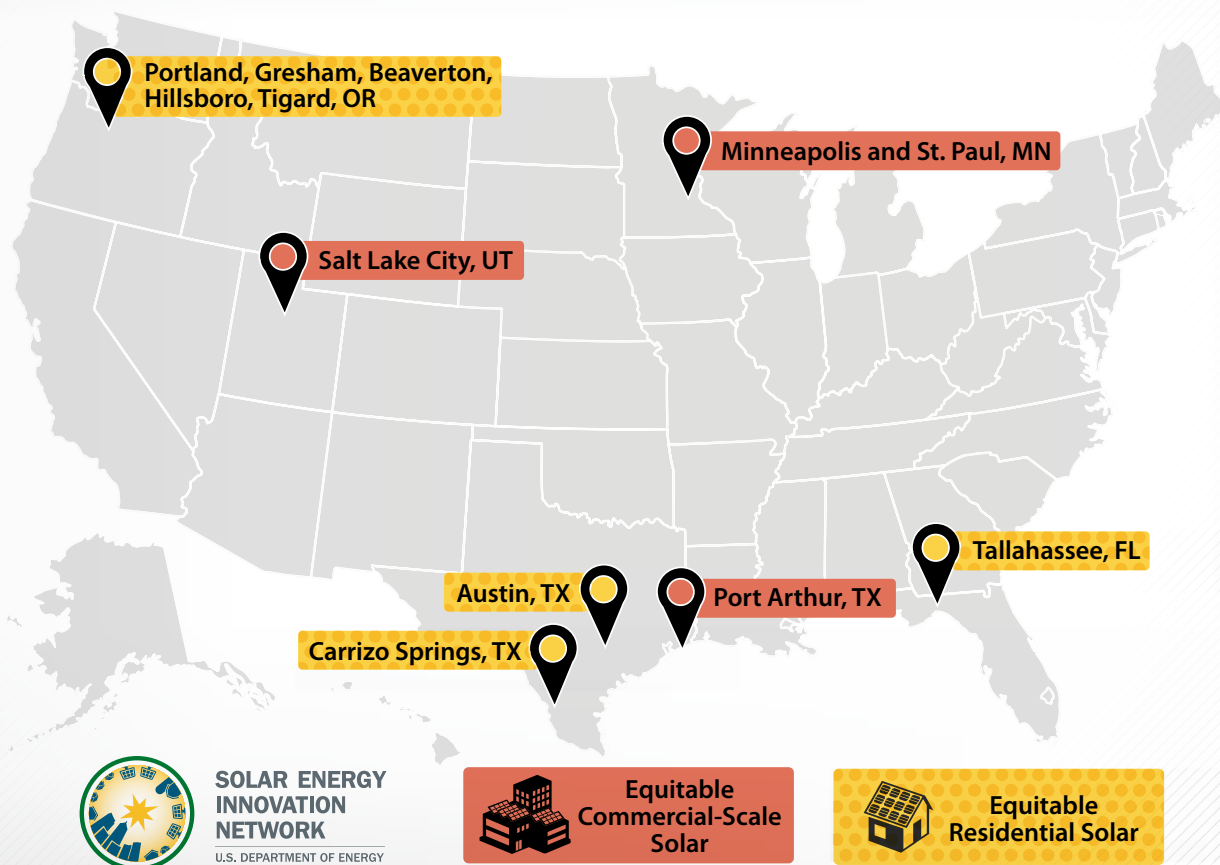 Portland, Gresham, Beaverton,
Hillsboro, Tigard, OR
Minneapolis and St. Paul, MN
Salt Lake City, UT
Tallahassee, FL
Austin, TX
Port Arthur, TX
Carrizo Springs, TX
SOLAR ENERGY
INNOVATION
NETWORK
U.S. DEPARTMENT OF ENERGY
Equitable
Commercial-Scale
Solar
Equitable
Residential Solar